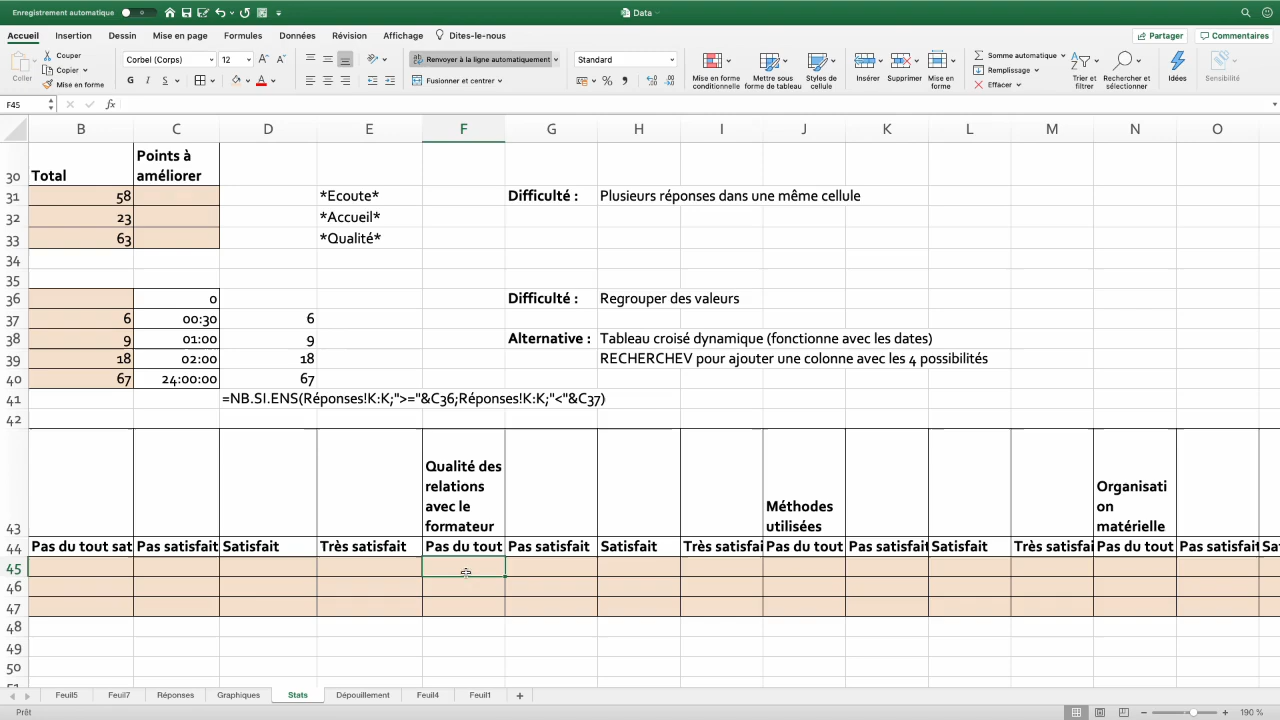 Enregistrement automatique
Data
Accueil Insertion Dessin Mise en page Formules Données Révision Affichage Dites-le-nous
Partager Commentaires
Coller
Couper
Copier
Mise en forme
Corbel (Corps)
A A
G I S
Renvoyer à la ligne automatiquement
Fusionner et centrer
Standard
Mise en forme conditionnelle
Mettre sous forme de tableau
Styles de cellule
Insérer
Supprimer
Mise en forme
Somme automatique
Remplissage
Effacer
Trier et filtrer
Rechercher et sélectionner
Idées
Sensibilité
F45 fx
B C D E F G H I J K L M N O
30 Total Points à améliorer
31 58 *Ecoute* Difficulté : Plusieurs réponses dans une même cellule
32 23 *Accueil*
33 63 *Qualité*
34
35
36 0 Difficulté : Regrouper des valeurs
37 6 00:30 6
38 9 01:00 9 Alternative : Tableau croisé dynamique (fonctionne avec les dates)
39 18 02:00 18 RECHERCHEV pour ajouter une colonne avec les 4 possibilités
40 67 24:00:00 67
41 =NB.SI.ENS(Réponses!K:K;">="&C36;Réponses!K:K;"<"&C37)
42
43 Qualité des relations avec le formateur Méthodes utilisées Organisati on matérielle
44 Pas du tout sat Pas satisfait Satisfait Très satisfait Pas du tout Pas satisfait Satisfait Très satisfai Pas du tout Pas satisfait Satisfait Très satisfai Pas du tout Pas satisfai Sa
45
46
47
48
49
50
Feuil5 Feuil7 Réponses Graphiques Stats Dépouillement Feuil4 Feuil1 +
Prêt
190 %